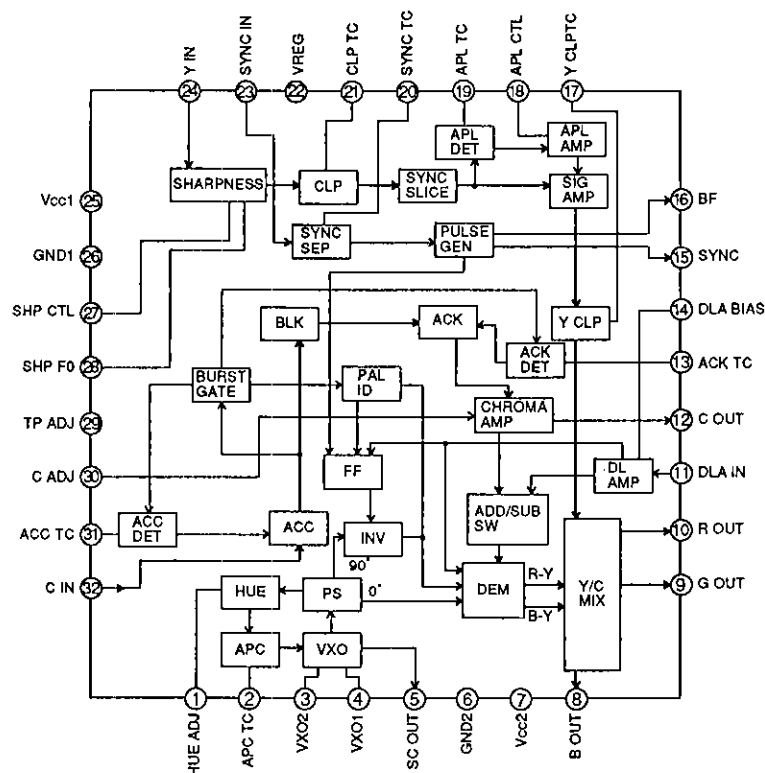 Y IN
SYNC IN
VREG
CLP TC
SYNC TC
APL TC
APL CTL
Y CLPTC
24
23
22
21
20
19
18
17
APL
DET
APL
AMP
SHARPNESS
CLP
SYNC
SLICE
SIG
AMP
Vcc1
25
16
BF
SYNC
SEP
PULSE
GEN
GND1
26
15
SYNC
SHP CTL
27
BLK
ACK
Y CLP
14
DLA BIAS
SHP F0
28
BURST
GATE
PAL
ID
ACK
DET
13
ACK TC
TP ADJ
29
CHROMA
AMP
12
C OUT
C ADJ
30
FF
DL
AMP
11
DLA IN
ACC TC
31
ACC
DET
ACC
INV
ADD/SUB
SW
10
R OUT
90°
C IN
32
HUE
PS
0°
DEM
R-Y
B-Y
Y/C
MIX
9
G OUT
APC
VXO
1
2
3
4
5
6
7
8
HUE ADJ
APC TC
VXO2
VXO1
SC OUT
GND2
Vcc2
B OUT